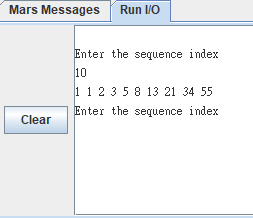 Mars Messages Run I/O
Enter the sequence index
10
1 1 2 3 5 8 13 21 34 55
Enter the sequence index
Clear